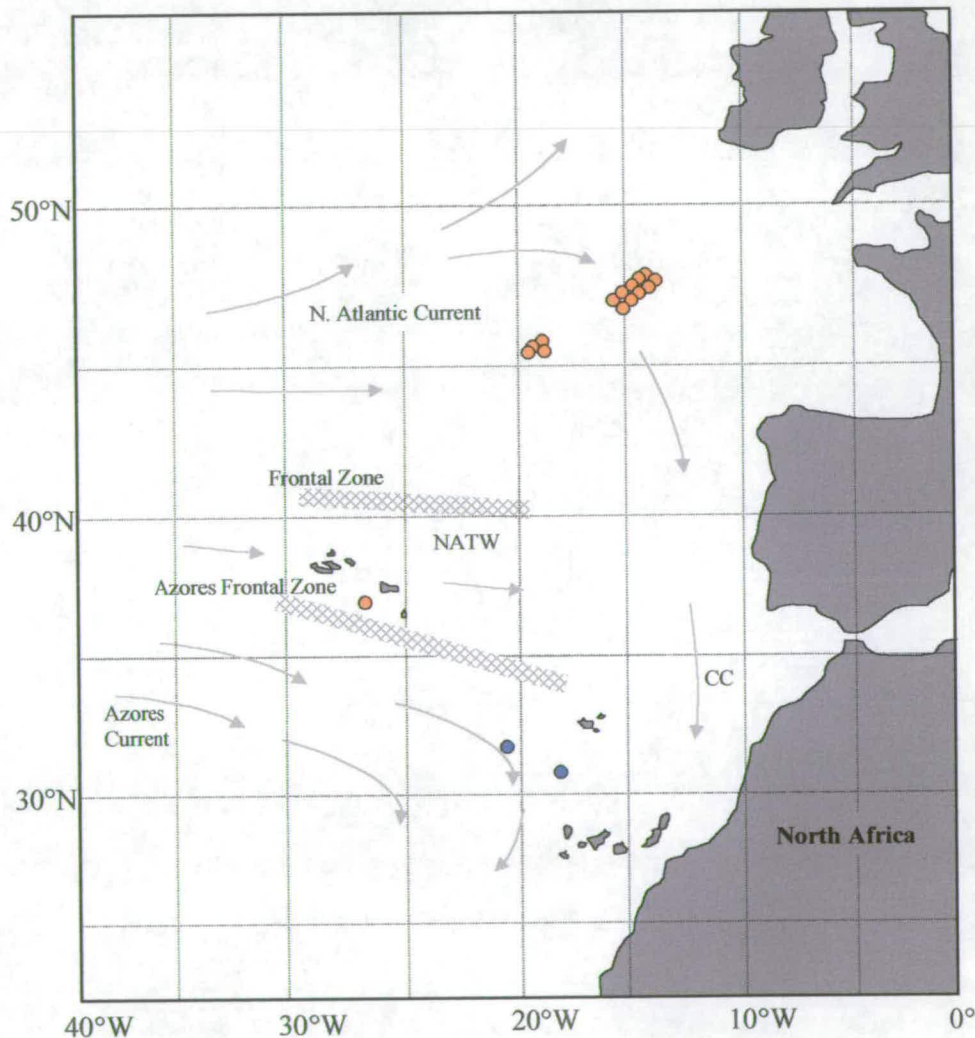 50°N
N. Atlantic Current
Frontal Zone
40°N
NATW
Azores Frontal Zone
CC
Azores
Current
30°N
North Africa
40°W
30°W
20°W
10°W
0°